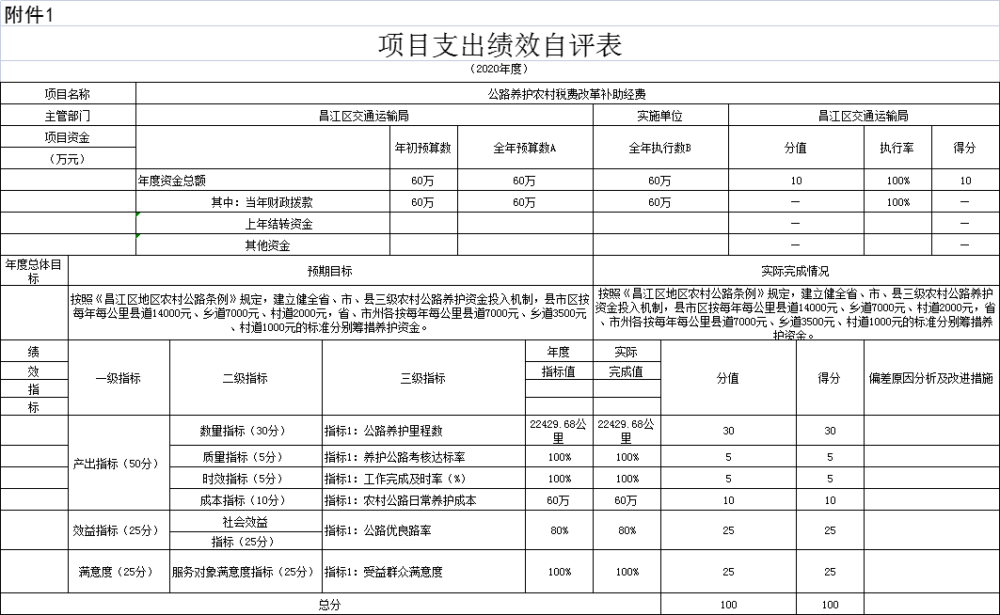 附件1
项目支出绩效自评表
（2020年度）
项目名称 公路养护农村税费改革补助经费
主管部门 昌江区交通运输局 实施单位 昌江区交通运输局
项目资金
（万元）
年初预算数 全年预算数A 全年执行数B 分值 执行率 得分
年度资金总额 60万 60万 60万 10 100% 10
其中：当年财政拨款 60万 60万 60万 — 100% —
上年结转资金 — —
其他资金 — —
年度总体目
标
预期目标 实际完成情况
按照《昌江区地区农村公路条例》规定，建立健全省、市、县三级农村公路养护资金投入机制，县市区按
每年每公里县道14000元、乡道7000元、村道2000元，省、市州各按每年每公里县道7000元、乡道3500元
、村道1000元的标准分别筹措养护资金。
按照《昌江区地区农村公路条例》规定，建立健全省、市、县三级农村公路养护
资金投入机制，县市区按每年每公里县道14000元、乡道7000元、村道2000元，省
、市州各按每年每公里县道7000元、乡道3500元、村道1000元的标准分别筹措养
护资金。
绩
效
指
标
一级指标 二级指标 三级指标
年度
指标值
实际
完成值
分值 得分 偏差原因分析及改进措施
产出指标（50分）
数量指标（30分） 指标1：公路养护里程数
22429.68公
里
22429.68公
里
30 30
质量指标（5分） 指标1：养护公路考核达标率 100% 100% 5 5
时效指标（5分） 指标1：工作完成及时率（%） 100% 100% 5 5
成本指标（10分） 指标1：农村公路日常养护成本 60万 60万 10 10
效益指标（25分）
社会效益
指标（25分）
指标1：公路优良路率 80% 80% 25 25
满意度（25分） 服务对象满意度指标（25分） 指标1：受益群众满意度 100% 100% 25 25
总分 100 100